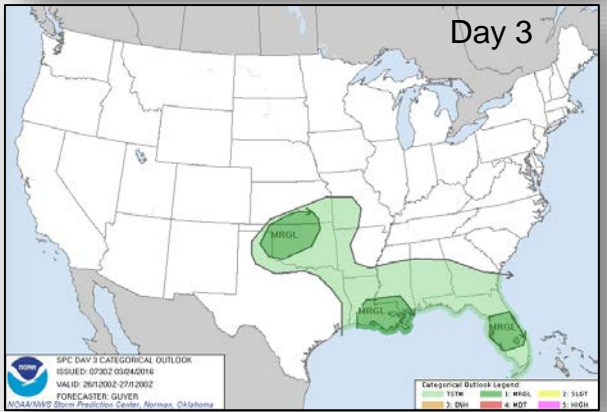 Day 3
MRGL
MRGL
MRGL
NOAA
SPC DAY 3 CATEGORICAL OUTLOOK
ISSUED: 0730Z 03/24/2016
VALID: 26/1200Z-27/1200Z
FORECASTER: GUYER
NOAA/NWS Storm Prediction Center, Norman, Oklahoma
Categorical Outlook Legend
TSTM 1: MRGL 2: SLGT
3: ENH 4: MDT 5: HIGH